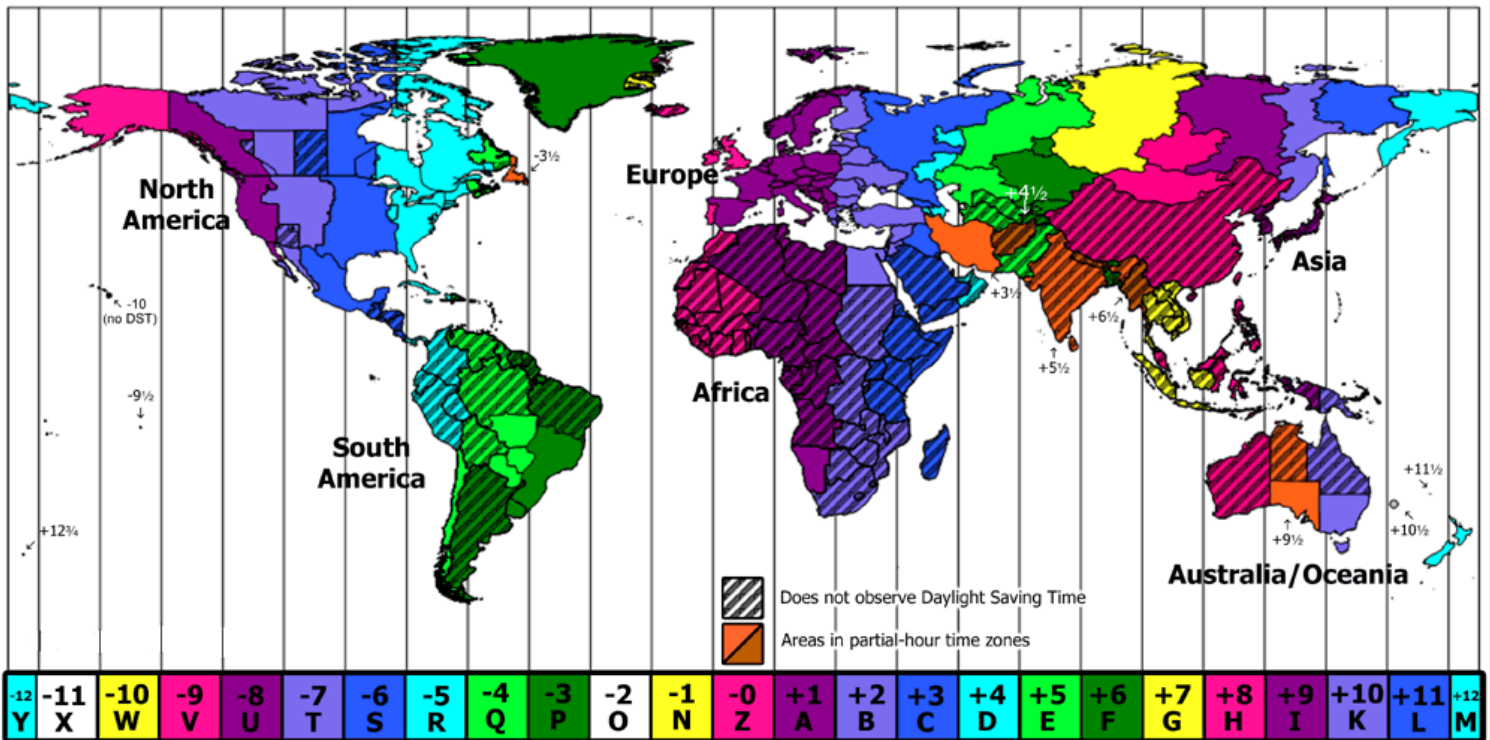 -3½
+4½
North
America
Europe
Asia
-10
(no DST)
+3½
+6½
+5½
-9½
Africa
South
America
+11½
+10½
+9½
+12¾
Australia/Oceania
Does not observe Daylight Saving Time
Areas in partial-hour time zones
-12 -11 -10 -9 -8 -7 -6 -5 -4 -3 -2 -1 -0 +1 +2 +3 +4 +5 +6 +7 +8 +9 +10 +11 +12
Y X W V U T S R Q P O N Z A B C D E F G H I K L M